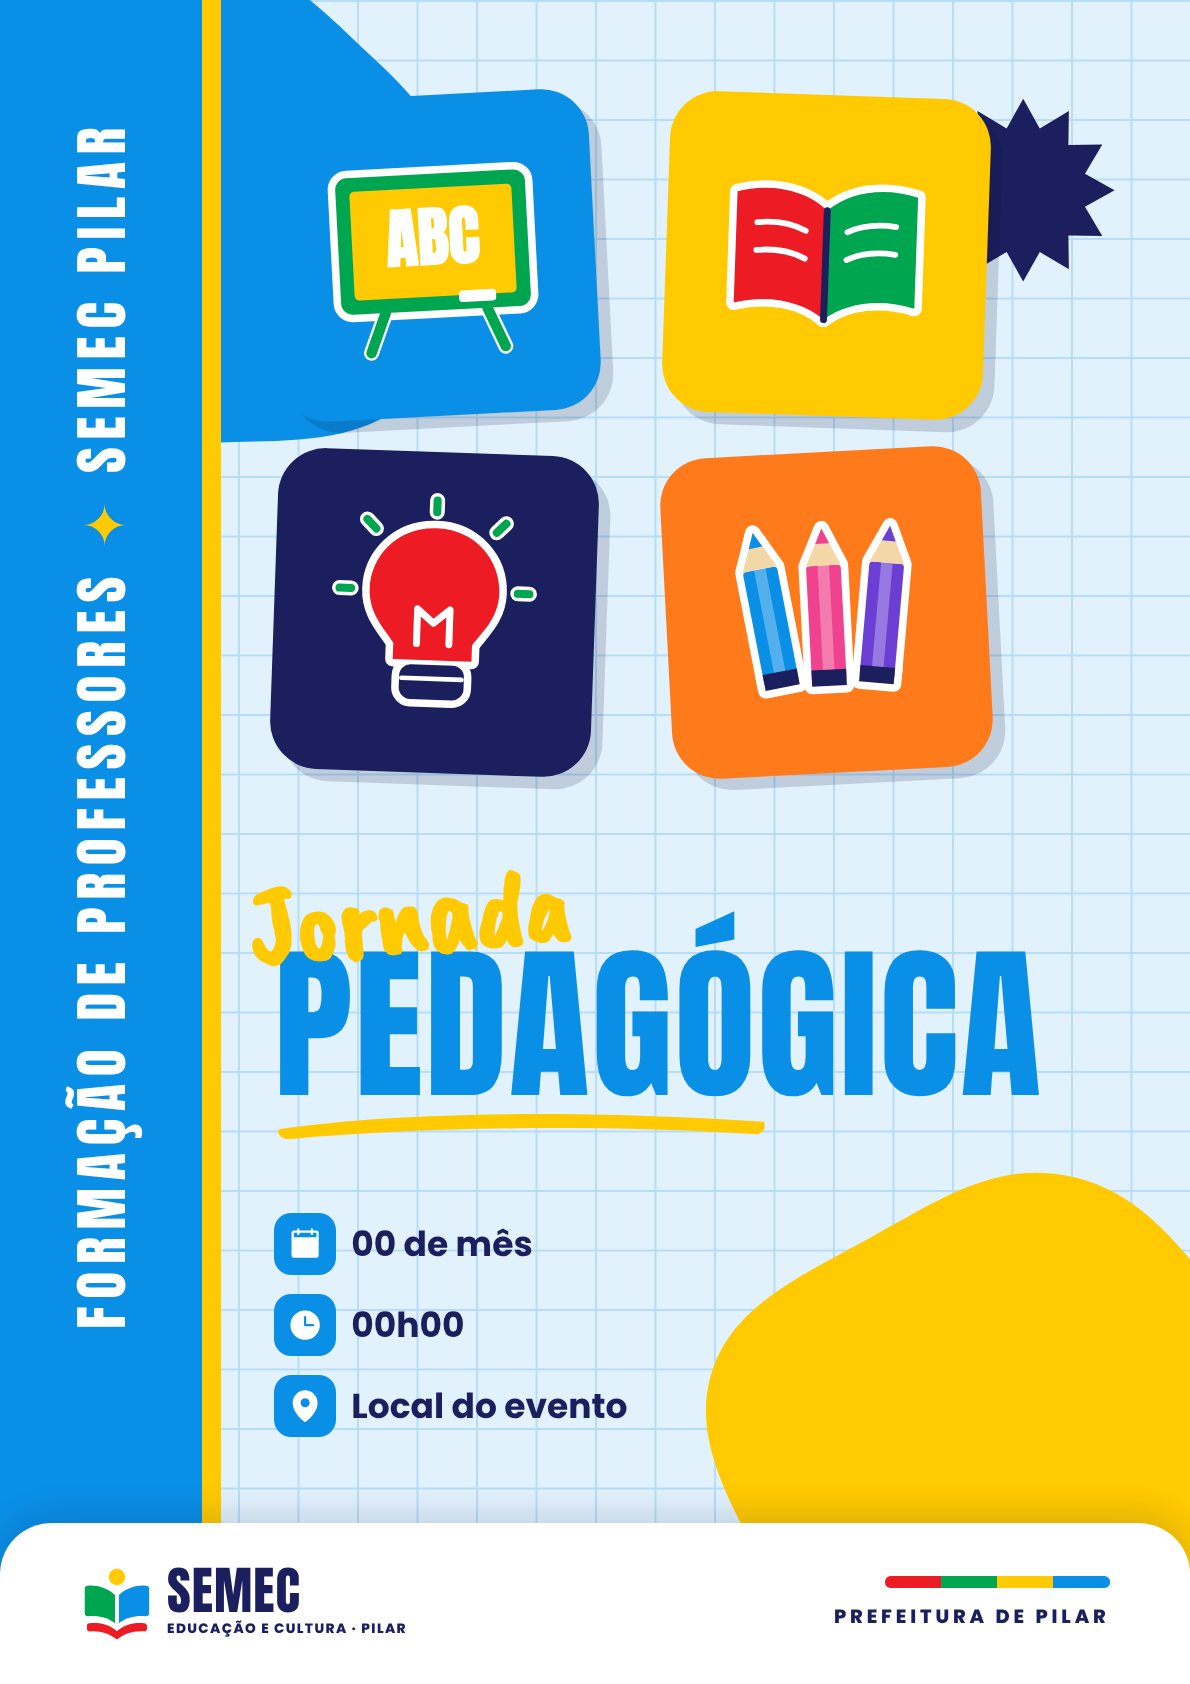 FORMAÇÃO DE PROFESSORES ✦ SEMEC PILAR
ABC
M
Jornada
PEDAGÓGICA
00 de mês
00h00
Local do evento
SEMEC
EDUCAÇÃO E CULTURA · PILAR
PREFEITURA DE PILAR